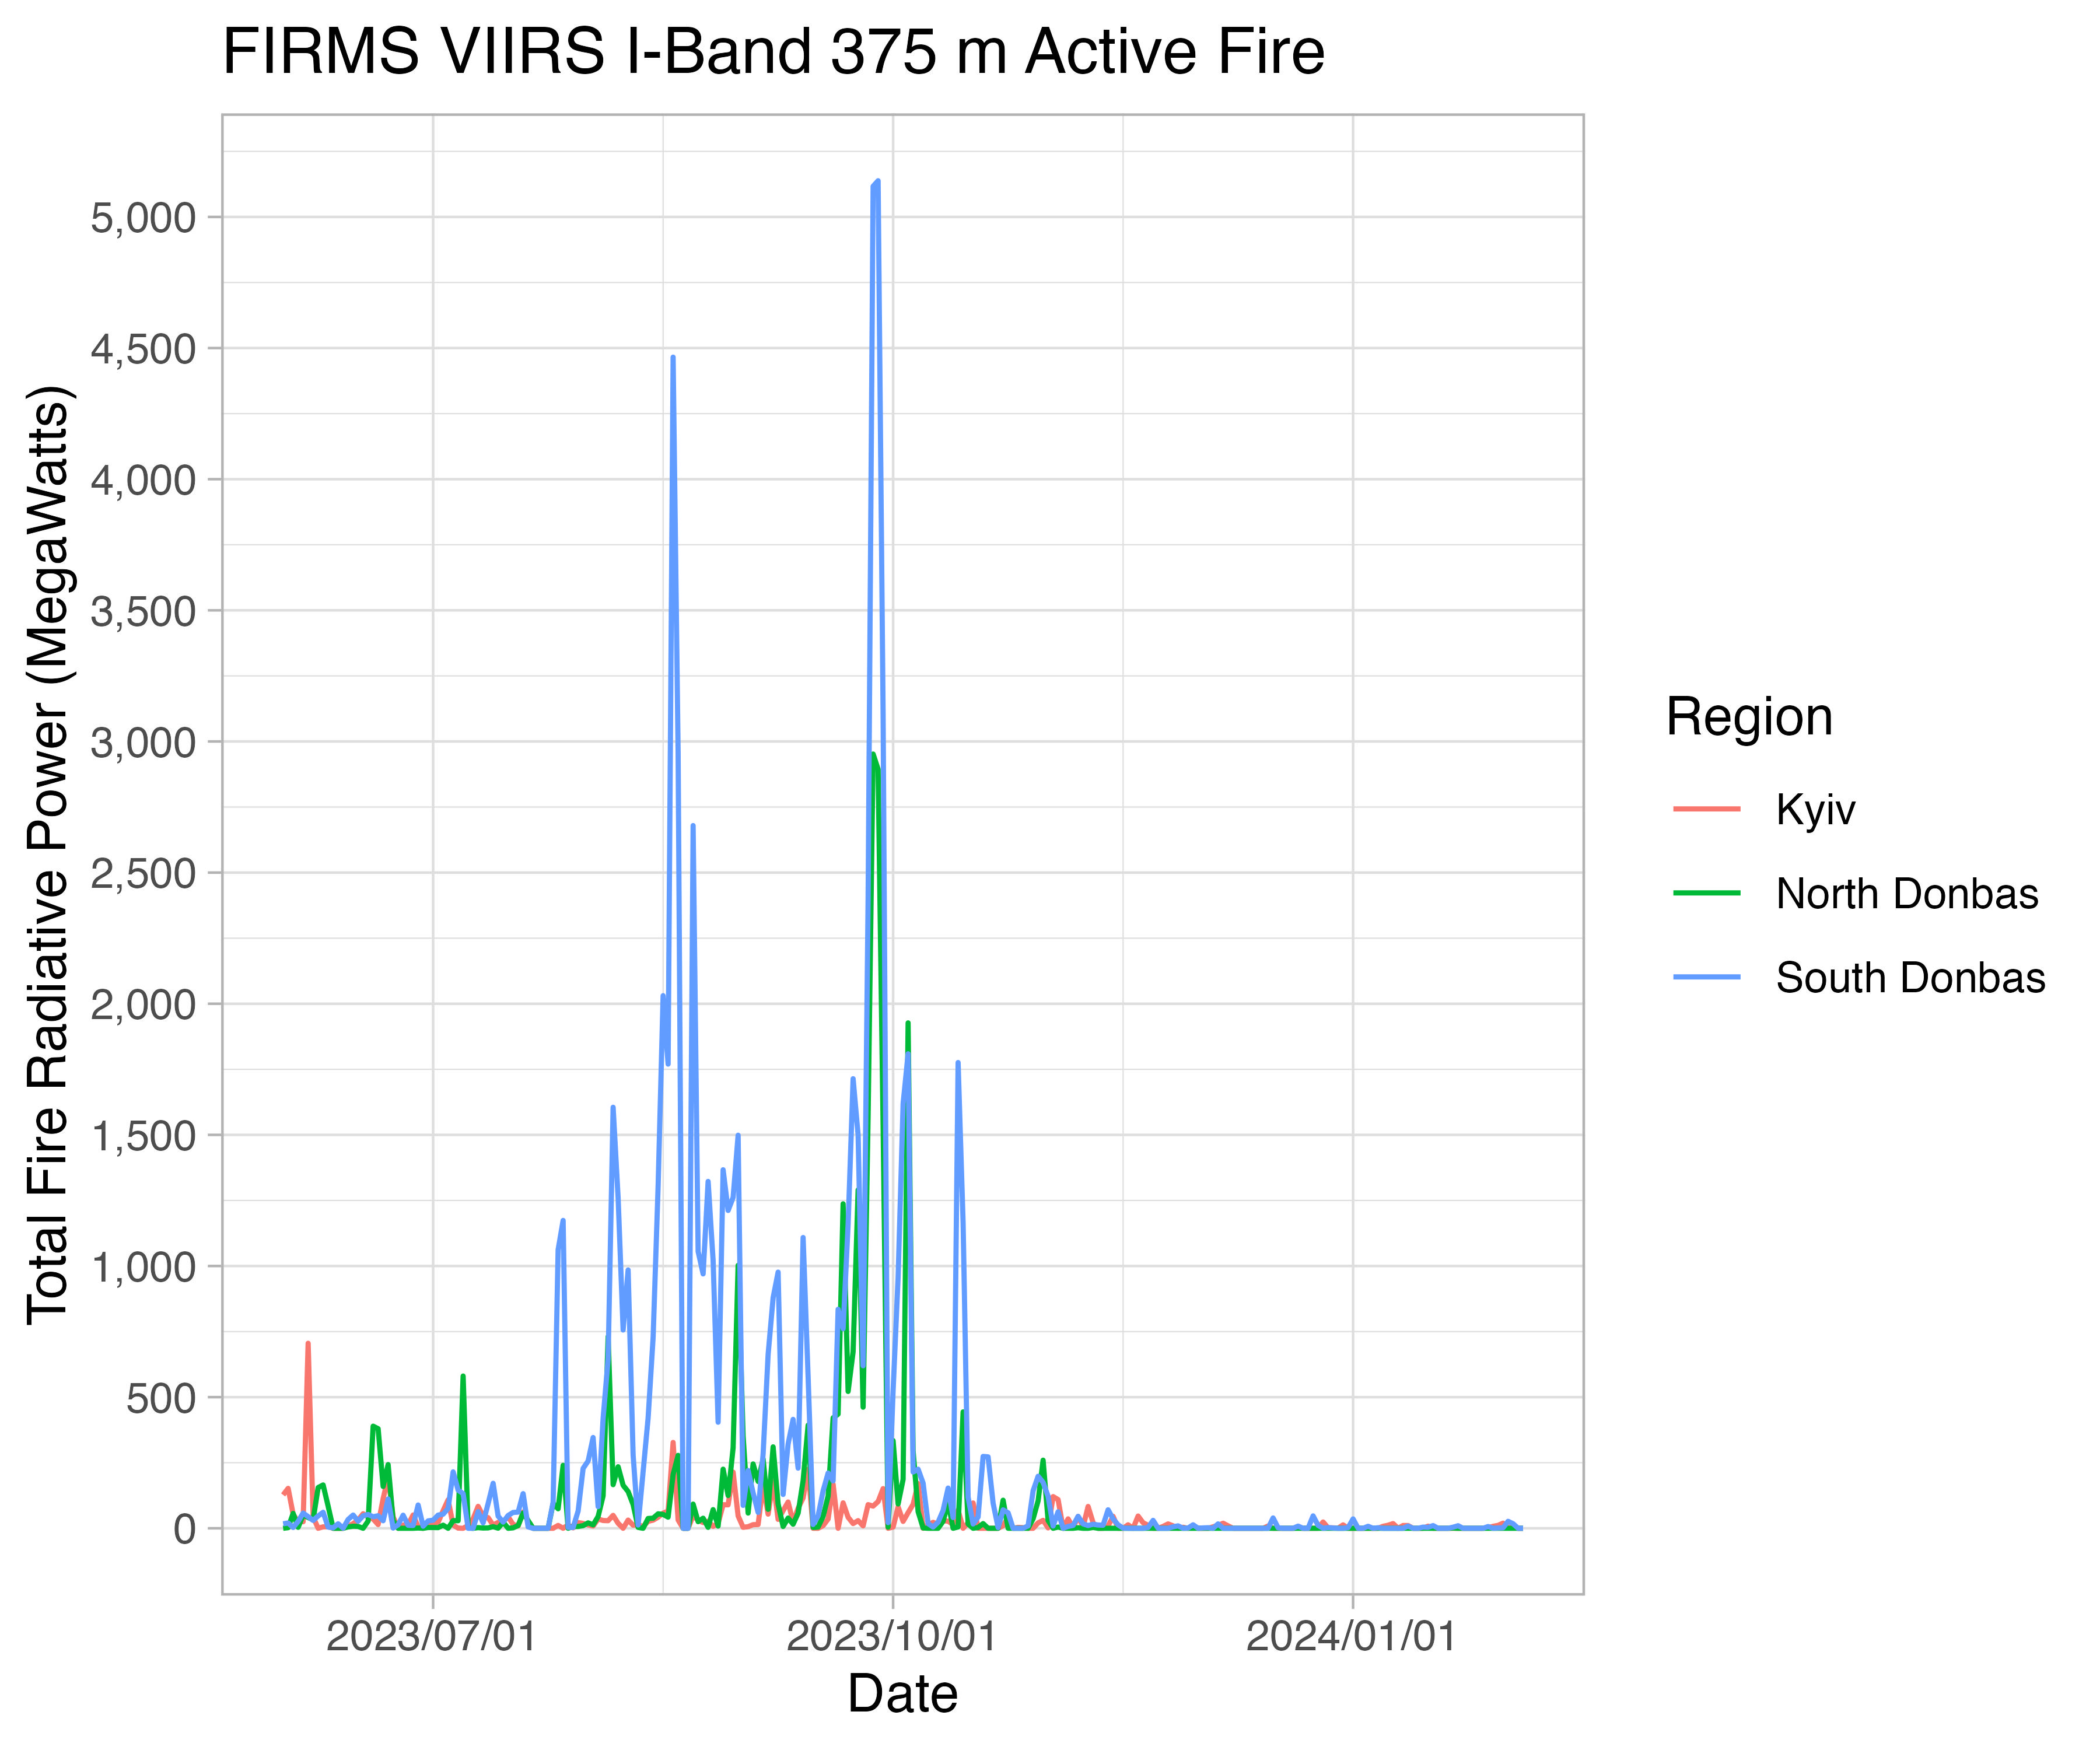 FIRMS VIIRS I-Band 375 m Active Fire
Total Fire Radiative Power (MegaWatts)
5,000
4,500
4,000
3,500
3,000
2,500
2,000
1,500
1,000
500
0
2023/07/01
2023/10/01
2024/01/01
Date
Region
Kyiv
North Donbas
South Donbas